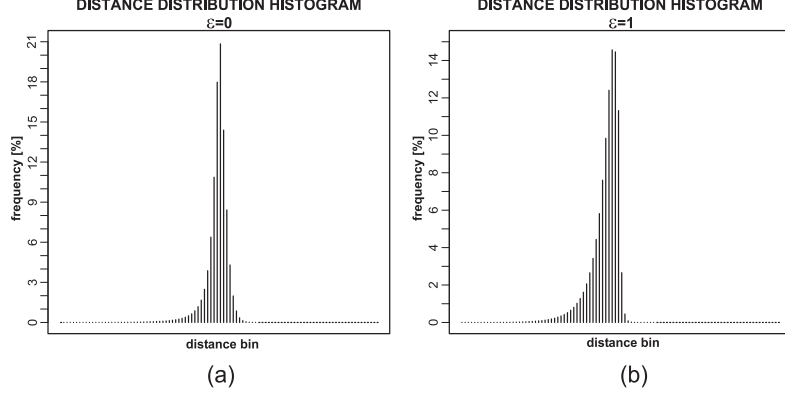 DISTANCE DISTRIBUTION HISTOGRAM
ε=0
frequency [%]
21
18
15
12
9
6
3
0
distance bin
(a)
DISTANCE DISTRIBUTION HISTOGRAM
ε=1
frequency [%]
14
12
10
8
6
4
2
0
distance bin
(b)